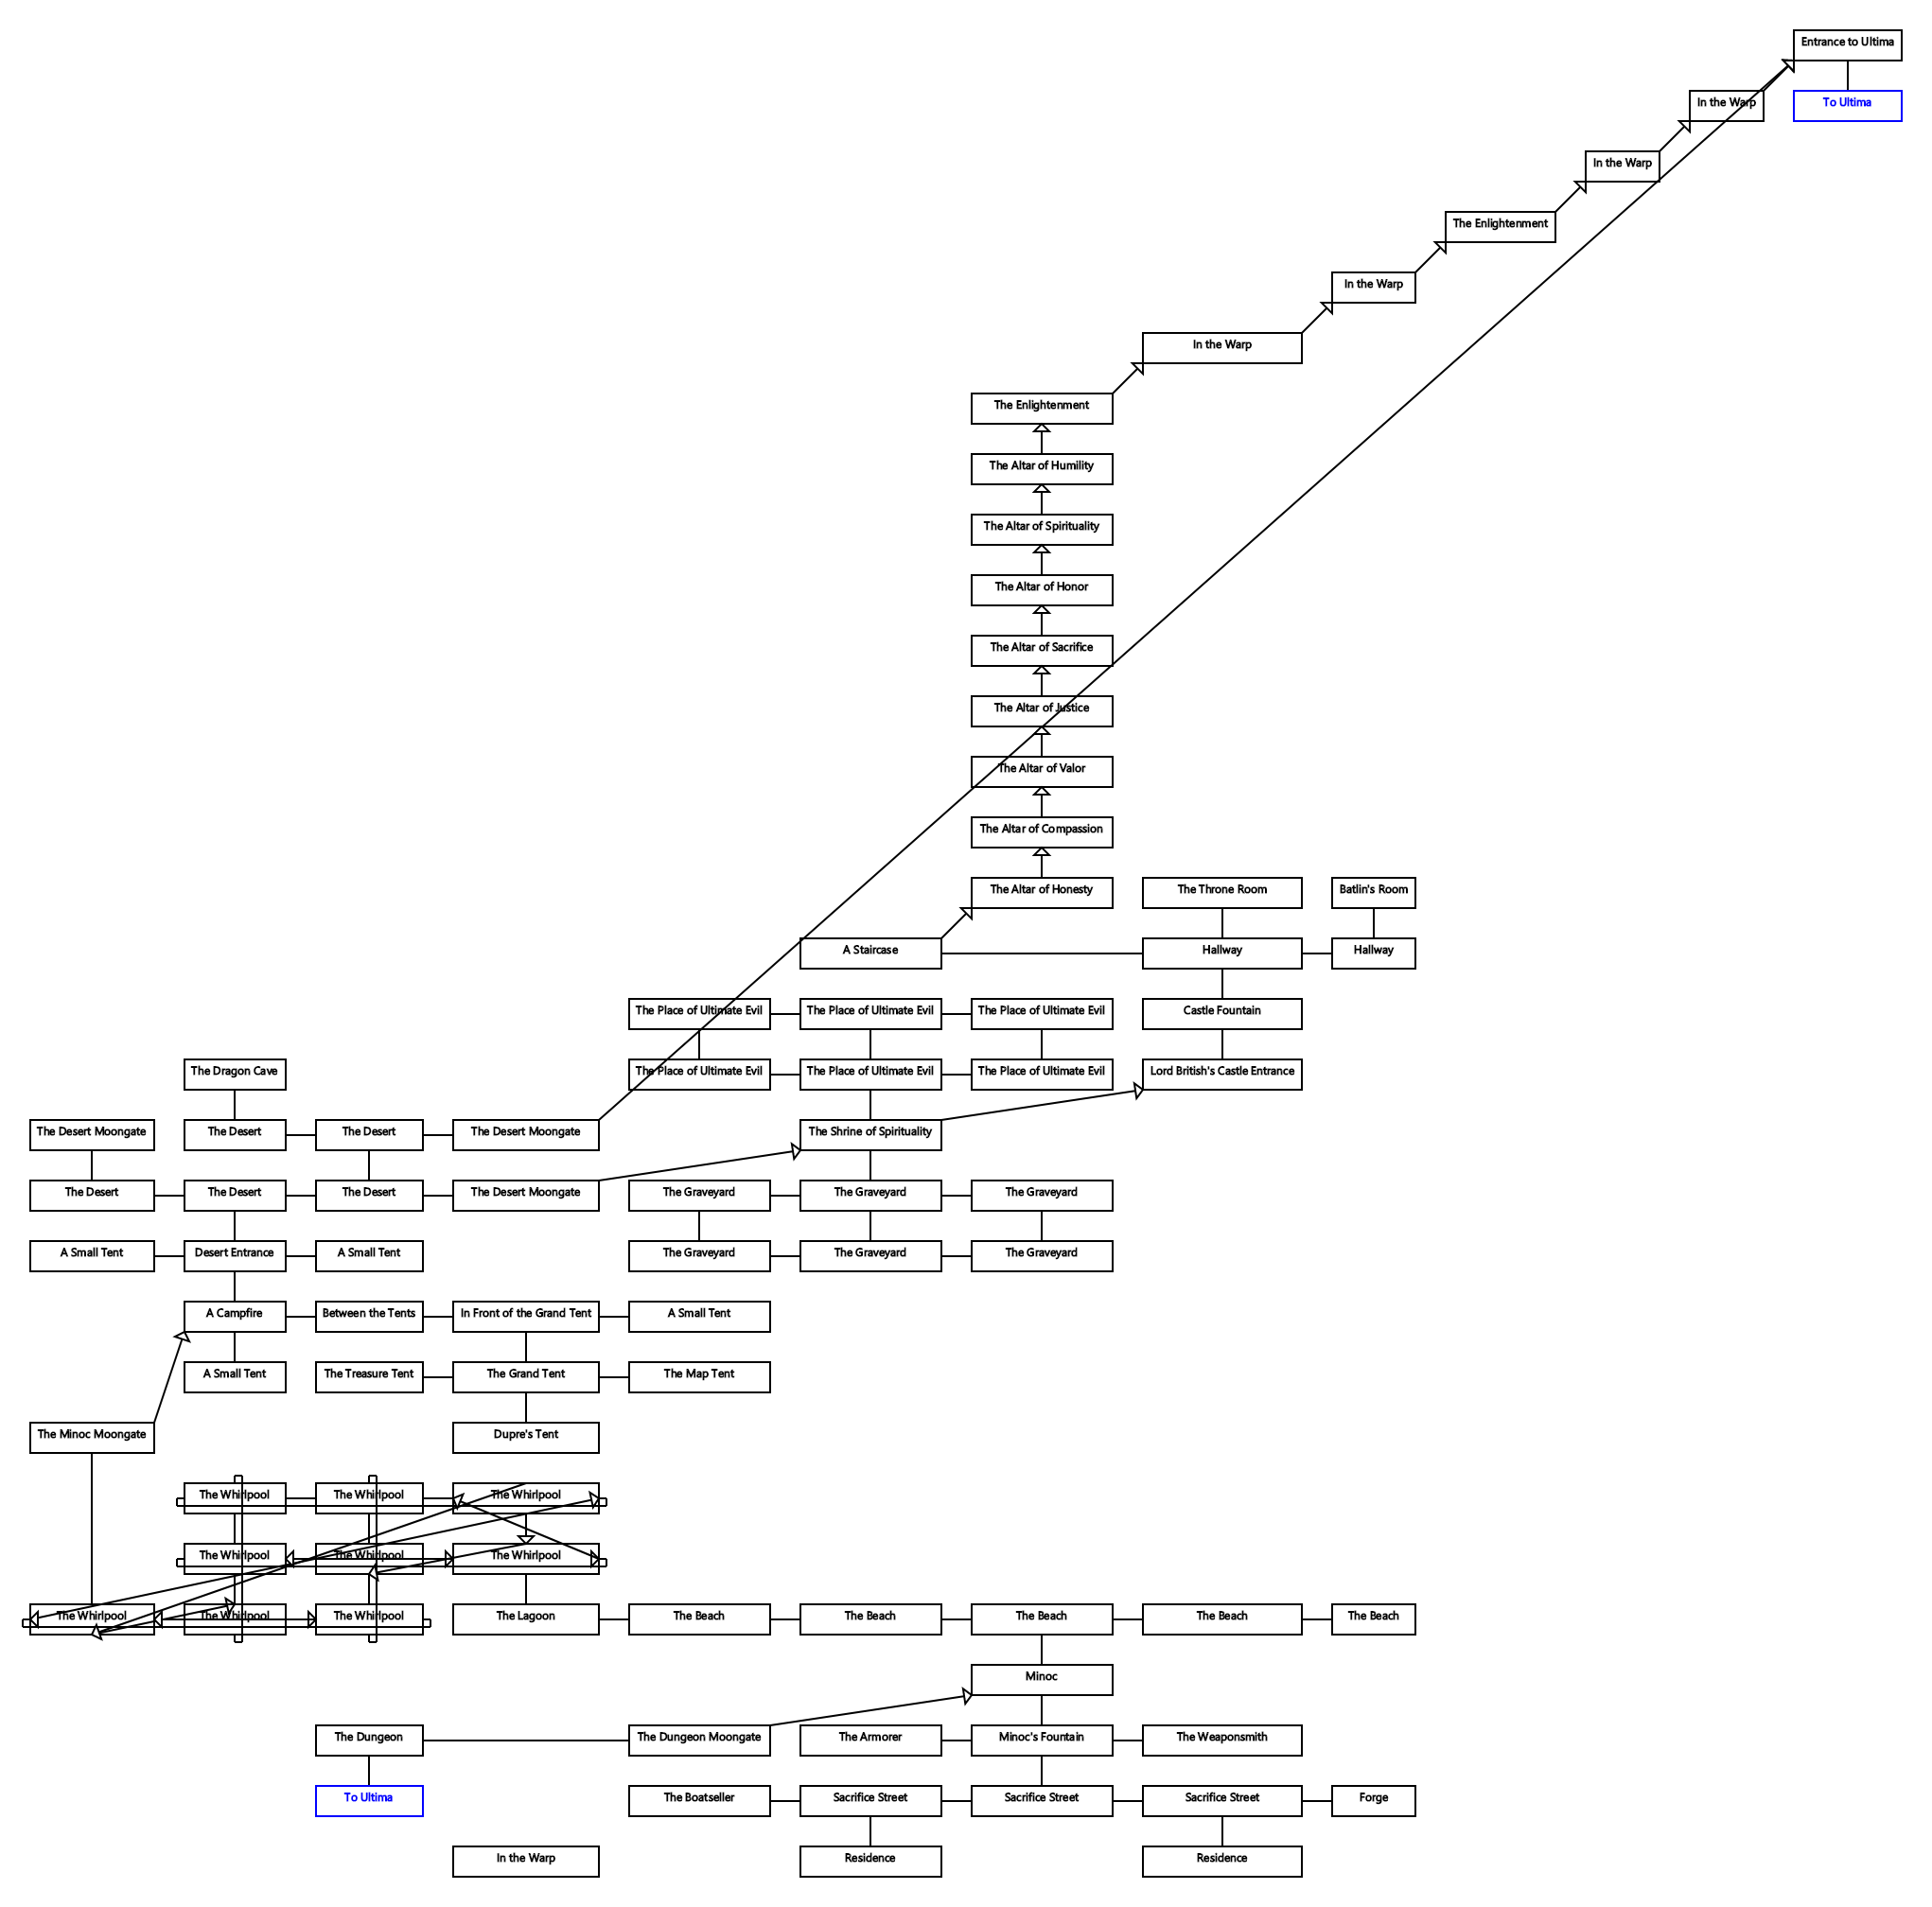 Entrance to Ultima
In the Warp
To Ultima
In the Warp
The Enlightenment
In the Warp
In the Warp
The Enlightenment
The Altar of Humility
The Altar of Spirituality
The Altar of Honor
The Altar of Sacrifice
The Altar of Justice
The Altar of Valor
The Altar of Compassion
The Altar of Honesty
The Throne Room
Batlin's Room
A Staircase
Hallway
Hallway
The Place of Ultimate Evil
The Place of Ultimate Evil
The Place of Ultimate Evil
Castle Fountain
The Dragon Cave
The Place of Ultimate Evil
The Place of Ultimate Evil
The Place of Ultimate Evil
Lord British's Castle Entrance
The Desert Moongate
The Desert
The Desert
The Desert Moongate
The Shrine of Spirituality
The Desert
The Desert
The Desert
The Desert Moongate
The Graveyard
The Graveyard
The Graveyard
A Small Tent
Desert Entrance
A Small Tent
The Graveyard
The Graveyard
The Graveyard
A Campfire
Between the Tents
In Front of the Grand Tent
A Small Tent
A Small Tent
The Treasure Tent
The Grand Tent
The Map Tent
The Minoc Moongate
Dupre's Tent
The Whirlpool
The Whirlpool
The Whirlpool
The Whirlpool
The Whirlpool
The Whirlpool
The Whirlpool
The Whirlpool
The Whirlpool
The Lagoon
The Beach
The Beach
The Beach
The Beach
The Beach
Minoc
The Dungeon
The Dungeon Moongate
The Armorer
Minoc's Fountain
The Weaponsmith
To Ultima
The Boatseller
Sacrifice Street
Sacrifice Street
Sacrifice Street
Forge
In the Warp
Residence
Residence